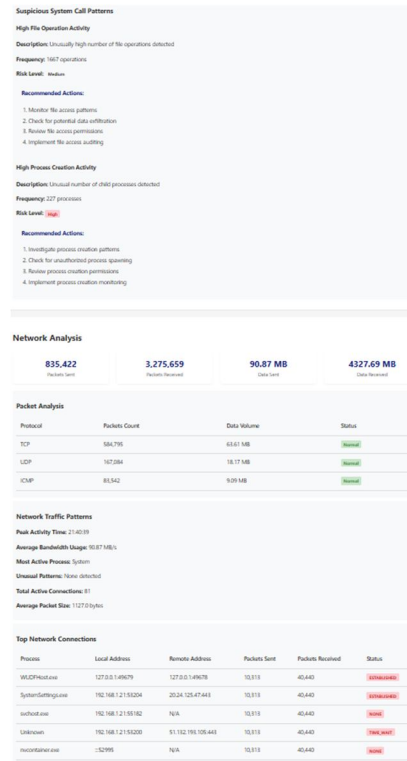 Suspicious System Call Patterns
High File Operation Activity
Description: Unusually high number of file operations detected
Frequency: 1667 operations
Risk Level: Medium
Recommended Actions:
1. Monitor file access patterns
2. Check for potential data exfiltration
3. Review file access permissions
4. Implement file access auditing
High Process Creation Activity
Description: Unusual number of child processes detected
Frequency: 227 processes
Risk Level: High
Recommended Actions:
1. Investigate process creation patterns
2. Check for unauthorized process spawning
3. Review process creation permissions
4. Implement process creation monitoring
Network Analysis
835,422 3,275,659 90.87 MB 4327.69 MB
Packets Sent Packets Received Data Sent Data Received
Packet Analysis
Protocol Packets Count Data Volume Status
TCP 584,795 63.61 MB Normal
UDP 167,084 18.17 MB Normal
ICMP 83,542 9.09 MB Normal
Network Traffic Patterns
Peak Activity Time: 21:40:39
Average Bandwidth Usage: 90.87 MB/s
Most Active Process: System
Unusual Patterns: None detected
Total Active Connections: 81
Average Packet Size: 1127.0 bytes
Top Network Connections
Process Local Address Remote Address Packets Sent Packets Received Status
WUDFHost.exe 127.0.0.1:49679 127.0.0.1:49678 10,313 40,440 ESTABLISHED
SystemSettings.exe 192.168.1.21:53204 20.24.125.47:443 10,313 40,440 ESTABLISHED
svchost.exe 192.168.1.21:55182 N/A 10,313 40,440 NONE
Unknown 192.168.1.21:53200 51.132.193.105:443 10,313 40,440 TIME_WAIT
nvcontainer.exe ::52995 N/A 10,313 40,440 NONE